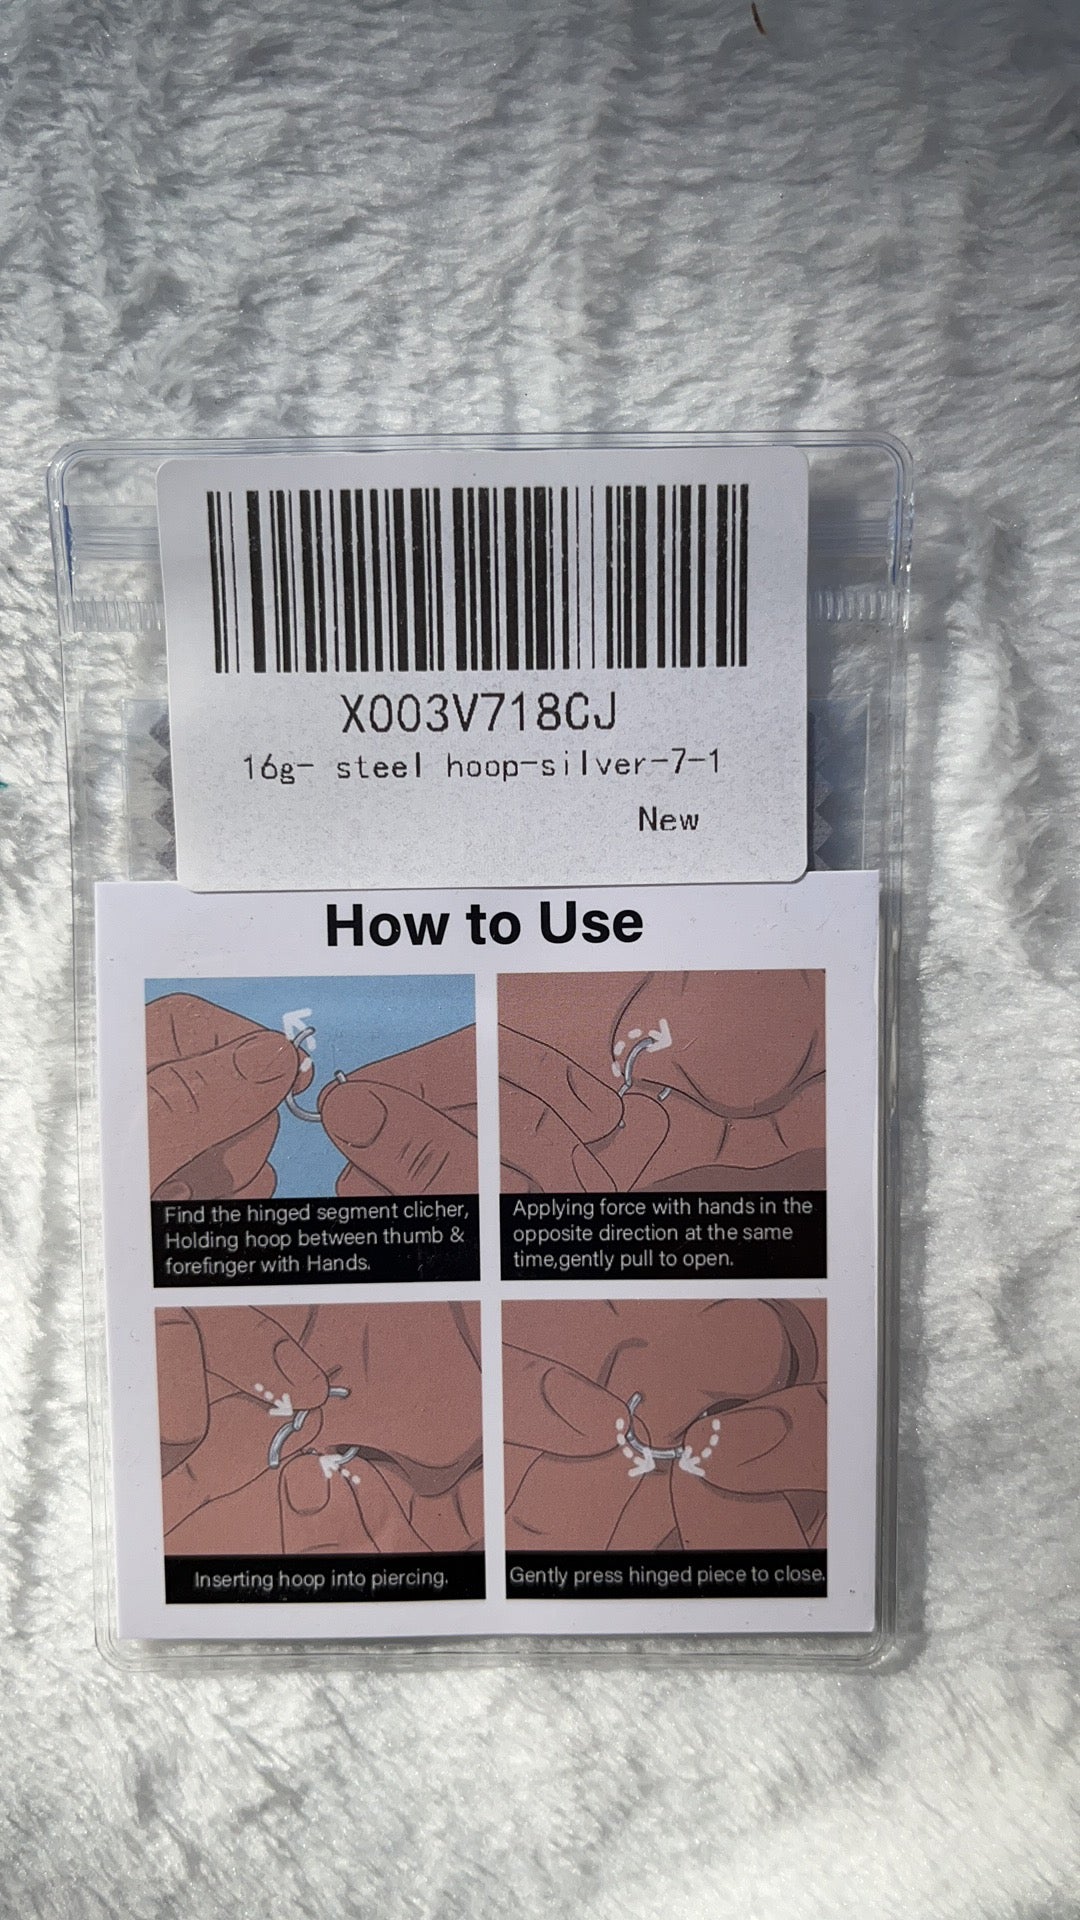 X003V718CJ
16g- steel hoop-silver-7-1
New
How to Use
Find the hinged segment clicher,
Holding hoop between thumb &
forefinger with Hands.
Applying force with hands in the
opposite direction at the same
time,gently pull to open.
Inserting hoop into piercing.
Gently press hinged piece to close.